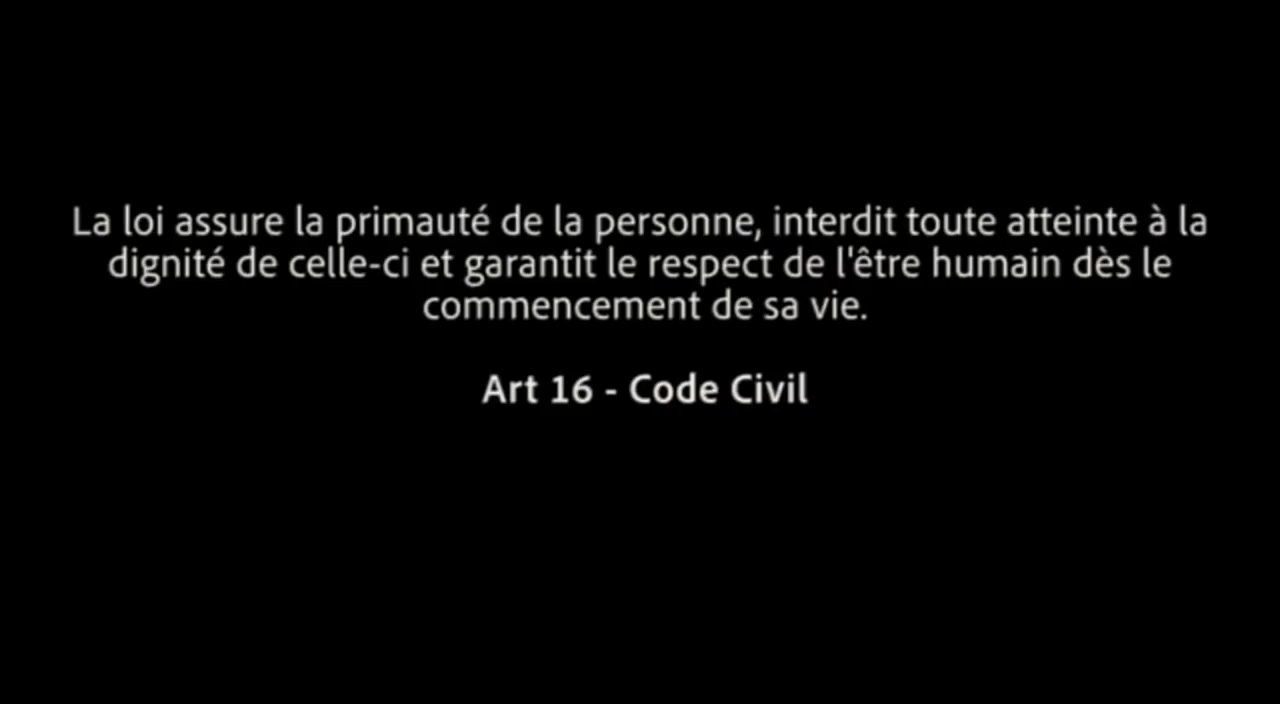 La loi assure la primauté de la personne, interdit toute atteinte à la
dignité de celle-ci et garantit le respect de l'être humain dès le
commencement de sa vie.
Art 16 - Code Civil